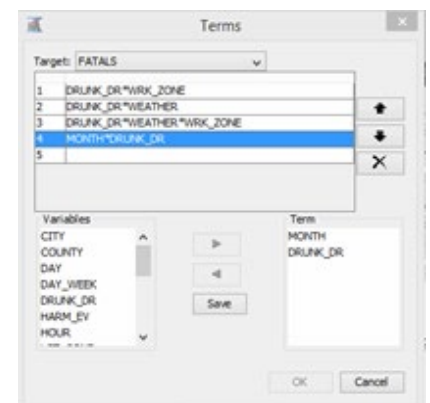 Terms
Target: FATALS
1 DRUNK_DR*WRK_ZONE
2 DRUNK_DR*WEATHER
3 DRUNK_DR*WEATHER*WRK_ZONE
4 MONTH*DRUNK_DR
5
Variables
CITY
COUNTY
DAY
DAY_WEEK
DRUNK_DR
HARM_EV
HOUR
Save
Term
MONTH
DRUNK_DR
OK Cancel